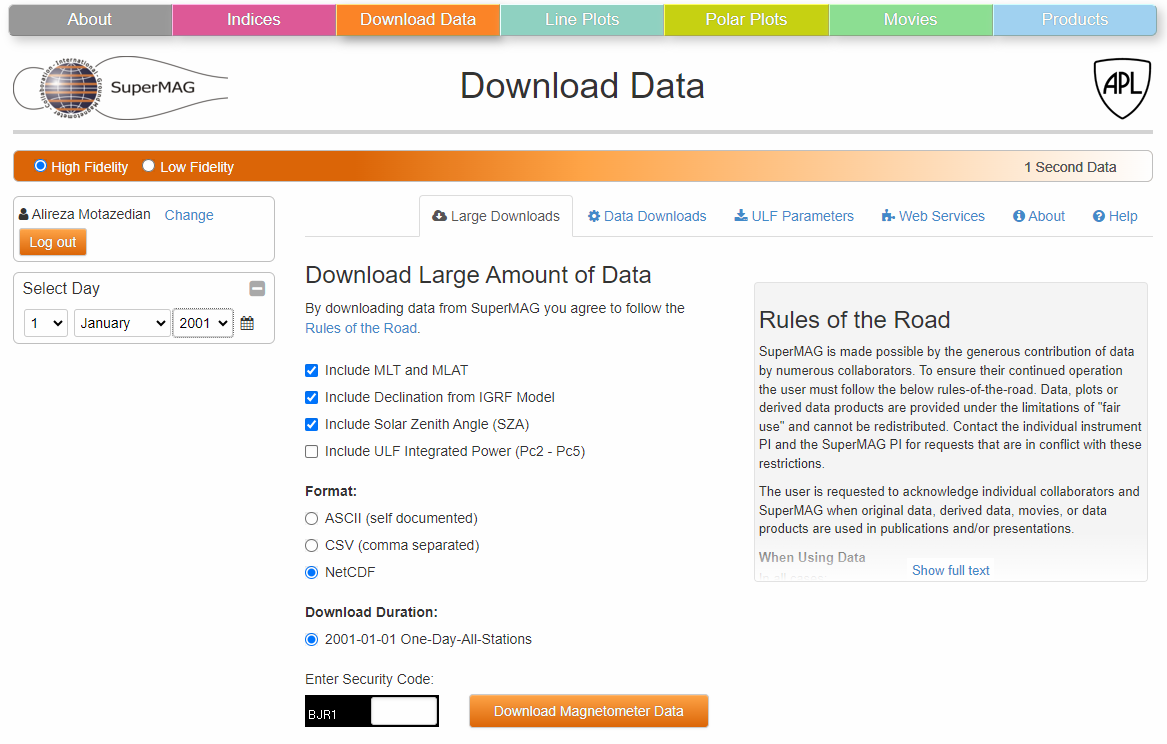 About Indices Download Data Line Plots Polar Plots Movies Products
SuperMAG
Download Data
APL
High Fidelity Low Fidelity 1 Second Data
Alireza Motazedian Change
Log out
Select Day
1 January 2001
Large Downloads Data Downloads ULF Parameters Web Services About Help
Download Large Amount of Data
By downloading data from SuperMAG you agree to follow the
Rules of the Road.
Include MLT and MLAT
Include Declination from IGRF Model
Include Solar Zenith Angle (SZA)
Include ULF Integrated Power (Pc2 - Pc5)
Format:
ASCII (self documented)
CSV (comma separated)
NetCDF
Download Duration:
2001-01-01 One-Day-All-Stations
Enter Security Code:
BJR1
Download Magnetometer Data
Rules of the Road
SuperMAG is made possible by the generous contribution of data
by numerous collaborators. To ensure their continued operation
the user must follow the below rules-of-the-road. Data, plots or
derived data products are provided under the limitations of "fair
use" and cannot be redistributed. Contact the individual instrument
PI and the SuperMAG PI for requests that are in conflict with these
restrictions.
The user is requested to acknowledge individual collaborators and
SuperMAG when original data, derived data, movies, or data
products are used in publications and/or presentations.
When Using Data
Show full text